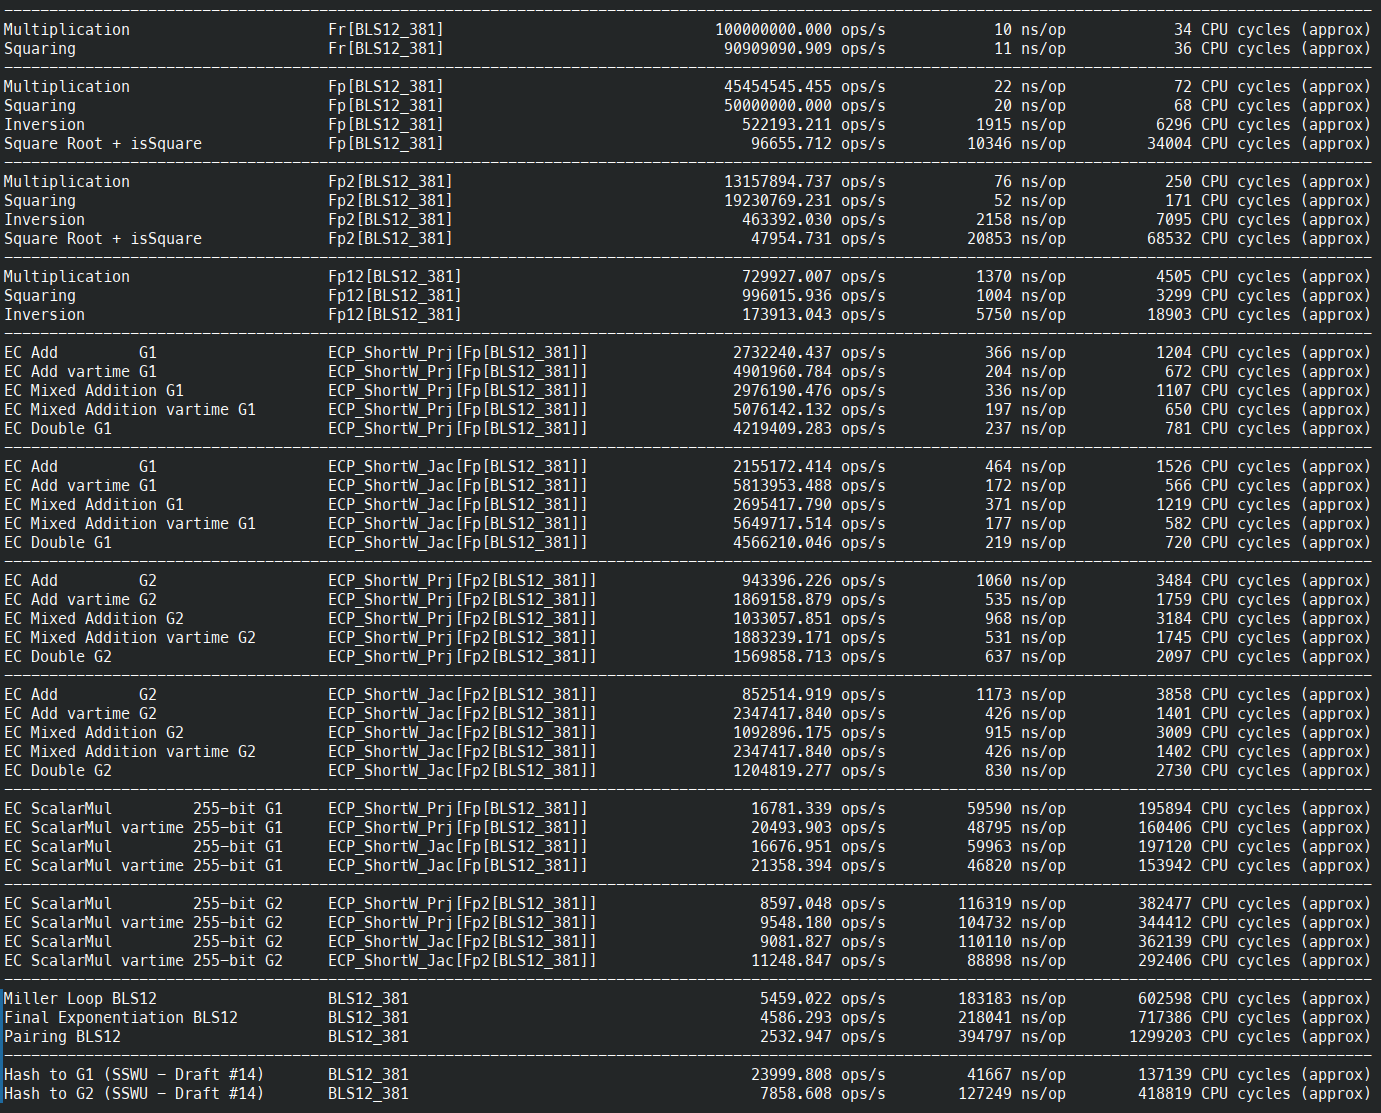 Multiplication Fr[BLS12_381] 100000000.000 ops/s 10 ns/op 34 CPU cycles (approx)
Squaring Fr[BLS12_381] 90909090.909 ops/s 11 ns/op 36 CPU cycles (approx)
Multiplication Fp[BLS12_381] 45454545.455 ops/s 22 ns/op 72 CPU cycles (approx)
Squaring Fp[BLS12_381] 50000000.000 ops/s 20 ns/op 68 CPU cycles (approx)
Inversion Fp[BLS12_381] 522193.211 ops/s 1915 ns/op 6296 CPU cycles (approx)
Square Root + isSquare Fp[BLS12_381] 96655.712 ops/s 10346 ns/op 34004 CPU cycles (approx)
Multiplication Fp2[BLS12_381] 13157894.737 ops/s 76 ns/op 250 CPU cycles (approx)
Squaring Fp2[BLS12_381] 19230769.231 ops/s 52 ns/op 171 CPU cycles (approx)
Inversion Fp2[BLS12_381] 463392.030 ops/s 2158 ns/op 7095 CPU cycles (approx)
Square Root + isSquare Fp2[BLS12_381] 47954.731 ops/s 20853 ns/op 68532 CPU cycles (approx)
Multiplication Fp12[BLS12_381] 729927.007 ops/s 1370 ns/op 4505 CPU cycles (approx)
Squaring Fp12[BLS12_381] 996015.936 ops/s 1004 ns/op 3299 CPU cycles (approx)
Inversion Fp12[BLS12_381] 173913.043 ops/s 5750 ns/op 18903 CPU cycles (approx)
EC Add G1 ECP_ShortW_Prj[Fp[BLS12_381]] 2732240.437 ops/s 366 ns/op 1204 CPU cycles (approx)
EC Add vartime G1 ECP_ShortW_Prj[Fp[BLS12_381]] 4901960.784 ops/s 204 ns/op 672 CPU cycles (approx)
EC Mixed Addition G1 ECP_ShortW_Prj[Fp[BLS12_381]] 2976190.476 ops/s 336 ns/op 1107 CPU cycles (approx)
EC Mixed Addition vartime G1 ECP_ShortW_Prj[Fp[BLS12_381]] 5076142.132 ops/s 197 ns/op 650 CPU cycles (approx)
EC Double G1 ECP_ShortW_Prj[Fp[BLS12_381]] 4219409.283 ops/s 237 ns/op 781 CPU cycles (approx)
EC Add G1 ECP_ShortW_Jac[Fp[BLS12_381]] 2155172.414 ops/s 464 ns/op 1526 CPU cycles (approx)
EC Add vartime G1 ECP_ShortW_Jac[Fp[BLS12_381]] 5813953.488 ops/s 172 ns/op 566 CPU cycles (approx)
EC Mixed Addition G1 ECP_ShortW_Jac[Fp[BLS12_381]] 2695417.790 ops/s 371 ns/op 1219 CPU cycles (approx)
EC Mixed Addition vartime G1 ECP_ShortW_Jac[Fp[BLS12_381]] 5649717.514 ops/s 177 ns/op 582 CPU cycles (approx)
EC Double G1 ECP_ShortW_Jac[Fp[BLS12_381]] 4566210.046 ops/s 219 ns/op 720 CPU cycles (approx)
EC Add G2 ECP_ShortW_Prj[Fp2[BLS12_381]] 943396.226 ops/s 1060 ns/op 3484 CPU cycles (approx)
EC Add vartime G2 ECP_ShortW_Prj[Fp2[BLS12_381]] 1869158.879 ops/s 535 ns/op 1759 CPU cycles (approx)
EC Mixed Addition G2 ECP_ShortW_Prj[Fp2[BLS12_381]] 1033057.851 ops/s 968 ns/op 3184 CPU cycles (approx)
EC Mixed Addition vartime G2 ECP_ShortW_Prj[Fp2[BLS12_381]] 1883239.171 ops/s 531 ns/op 1745 CPU cycles (approx)
EC Double G2 ECP_ShortW_Prj[Fp2[BLS12_381]] 1569858.713 ops/s 637 ns/op 2097 CPU cycles (approx)
EC Add G2 ECP_ShortW_Jac[Fp2[BLS12_381]] 852514.919 ops/s 1173 ns/op 3858 CPU cycles (approx)
EC Add vartime G2 ECP_ShortW_Jac[Fp2[BLS12_381]] 2347417.840 ops/s 426 ns/op 1401 CPU cycles (approx)
EC Mixed Addition G2 ECP_ShortW_Jac[Fp2[BLS12_381]] 1092896.175 ops/s 915 ns/op 3009 CPU cycles (approx)
EC Mixed Addition vartime G2 ECP_ShortW_Jac[Fp2[BLS12_381]] 2347417.840 ops/s 426 ns/op 1402 CPU cycles (approx)
EC Double G2 ECP_ShortW_Jac[Fp2[BLS12_381]] 1204819.277 ops/s 830 ns/op 2730 CPU cycles (approx)
EC ScalarMul 255-bit G1 ECP_ShortW_Prj[Fp[BLS12_381]] 16781.339 ops/s 59590 ns/op 195894 CPU cycles (approx)
EC ScalarMul vartime 255-bit G1 ECP_ShortW_Prj[Fp[BLS12_381]] 20493.903 ops/s 48795 ns/op 160406 CPU cycles (approx)
EC ScalarMul 255-bit G1 ECP_ShortW_Jac[Fp[BLS12_381]] 16676.951 ops/s 59963 ns/op 197120 CPU cycles (approx)
EC ScalarMul vartime 255-bit G1 ECP_ShortW_Jac[Fp[BLS12_381]] 21358.394 ops/s 46820 ns/op 153942 CPU cycles (approx)
EC ScalarMul 255-bit G2 ECP_ShortW_Prj[Fp2[BLS12_381]] 8597.048 ops/s 116319 ns/op 382477 CPU cycles (approx)
EC ScalarMul vartime 255-bit G2 ECP_ShortW_Prj[Fp2[BLS12_381]] 9548.180 ops/s 104732 ns/op 344412 CPU cycles (approx)
EC ScalarMul 255-bit G2 ECP_ShortW_Jac[Fp2[BLS12_381]] 9081.827 ops/s 110110 ns/op 362139 CPU cycles (approx)
EC ScalarMul vartime 255-bit G2 ECP_ShortW_Jac[Fp2[BLS12_381]] 11248.847 ops/s 88898 ns/op 292406 CPU cycles (approx)
Miller Loop BLS12 BLS12_381 5459.022 ops/s 183183 ns/op 602598 CPU cycles (approx)
Final Exponentiation BLS12 BLS12_381 4586.293 ops/s 218041 ns/op 717386 CPU cycles (approx)
Pairing BLS12 BLS12_381 2532.947 ops/s 394797 ns/op 1299203 CPU cycles (approx)
Hash to G1 (SSWU - Draft #14) BLS12_381 23999.808 ops/s 41667 ns/op 137139 CPU cycles (approx)
Hash to G2 (SSWU - Draft #14) BLS12_381 7858.608 ops/s 127249 ns/op 418819 CPU cycles (approx)